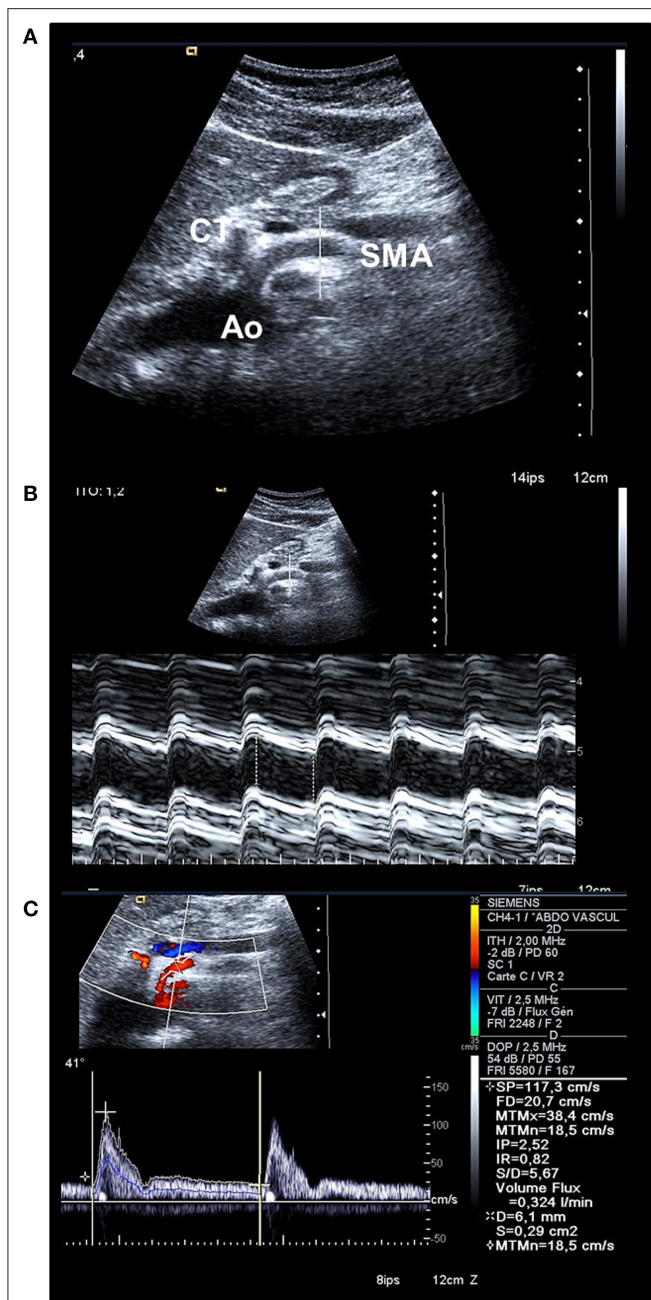 A
,4
CT
SMA
Ao
14ips 12cm
B
ITO: 1,2
4
5
6
7ips 12cm
C
35
SIEMENS
CH4-1 / *ABDO VASCUL
2D
ITH / 2,00 MHz
-2 dB / PD 60
SC 1
Carte C / VR 2
C
VIT / 2,5 MHz
-7 dB / Flux Gén
FRI 2248 / F 2
D
35
cm/s
DOP / 2,5 MHz
54 dB / PD 55
FRI 5580 / F 167
41°
150
100
50
cm/s
-50
SP=117,3 cm/s
FD=20,7 cm/s
MTMx=38,4 cm/s
MTMn=18,5 cm/s
IP=2,52
IR=0,82
S/D=5,67
Volume Flux
=0,324 l/min
D=6,1 mm
S=0,29 cm2
MTMn=18,5 cm/s
8ips 12cm Z